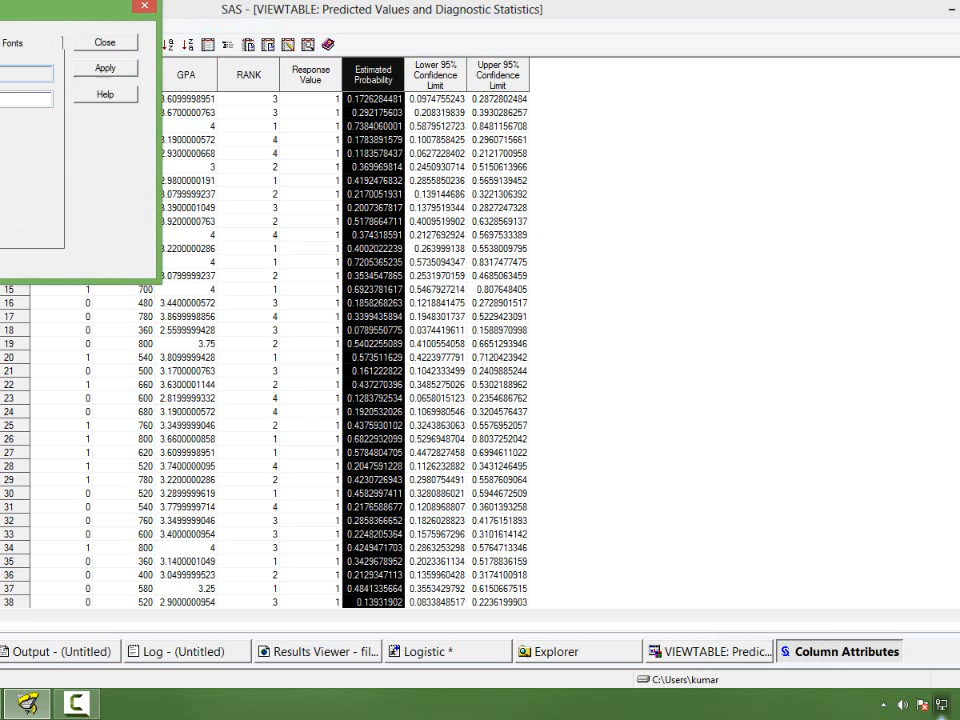 SAS - [VIEWTABLE: Predicted Values and Diagnostic Statistics]
Fonts
Close
Apply
Help
GPA RANK Response Value Estimated Probability Lower 95% Confidence Limit Upper 95% Confidence Limit
3.6099998951 3 1 0.1726284481 0.0974755243 0.2872802484
3.6700000763 3 1 0.292175603 0.208319839 0.3930286257
4 1 1 0.7384060001 0.5879512723 0.8481156708
3.1900000572 4 1 0.1783891579 0.1007858425 0.2960715661
2.9300000668 4 1 0.1183578437 0.0627228402 0.2121700958
3 2 1 0.369969814 0.2450930714 0.5150613966
2.9800000191 1 1 0.4192476832 0.2855850236 0.5659139452
3.0799999237 2 1 0.2170051931 0.139144686 0.3221306392
3.3900001049 3 1 0.2007367817 0.1379519344 0.2827247328
3.9200000763 2 1 0.5178664711 0.4009519902 0.6328569137
4 4 1 0.374318591 0.2127692924 0.5697533389
3.2200000286 1 1 0.4002022239 0.263999138 0.5538009795
4 1 1 0.7205365235 0.5735094347 0.8317477475
3.0799999237 2 1 0.3534547865 0.2531970159 0.4685063459
15 1 700 4 1 1 0.6923781617 0.5467927214 0.807648405
16 0 480 3.4400000572 3 1 0.1858268263 0.1218841475 0.2728901517
17 0 780 3.8699998856 4 1 0.3399435894 0.1948301737 0.5229423091
18 0 360 2.5599999428 3 1 0.0789550775 0.0374419611 0.1588970998
19 0 800 3.75 2 1 0.5402255089 0.4100554058 0.6651293946
20 1 540 3.8099999428 1 1 0.573511629 0.4223977791 0.7120423942
21 0 500 3.1700000763 3 1 0.161222822 0.1042333499 0.2409885244
22 1 660 3.6300001144 2 1 0.437270396 0.3485275026 0.5302188962
23 0 600 2.8199999332 4 1 0.1283792534 0.0658015123 0.2354686762
24 0 680 3.1900000572 4 1 0.1920532026 0.1069980546 0.3204576437
25 1 760 3.3499999046 2 1 0.4375930102 0.3243863063 0.5576952057
26 1 800 3.6600000858 1 1 0.6822932099 0.5296948704 0.8037252042
27 1 620 3.6099998951 1 1 0.5784804705 0.4472827458 0.6994611022
28 1 520 3.7400000095 4 1 0.2047591228 0.1126232882 0.3431246495
29 1 780 3.2200000286 2 1 0.4230726943 0.2980754491 0.5587609064
30 0 520 3.2899999619 1 1 0.4582997411 0.3280886021 0.5944672509
31 0 540 3.7799999714 4 1 0.2176588677 0.1208968807 0.3601393258
32 0 760 3.3499999046 3 1 0.2858366652 0.1826028823 0.4176151893
33 0 600 3.4000000954 3 1 0.2248205364 0.1575967296 0.3101614142
34 1 800 4 3 1 0.4249471703 0.2863253298 0.5764713346
35 0 360 3.1400001049 1 1 0.3429678952 0.2023361134 0.5178836159
36 0 400 3.0499999523 2 1 0.2129347113 0.1359960428 0.3174100918
37 0 580 3.25 1 1 0.4841335664 0.3553429792 0.6150667515
38 0 520 2.9000000954 3 1 0.13931902 0.0833848517 0.2236199903
Output - (Untitled) Log - (Untitled) Results Viewer - fil... Logistic * Explorer VIEWTABLE: Predic... Column Attributes
C:\Users\kumar